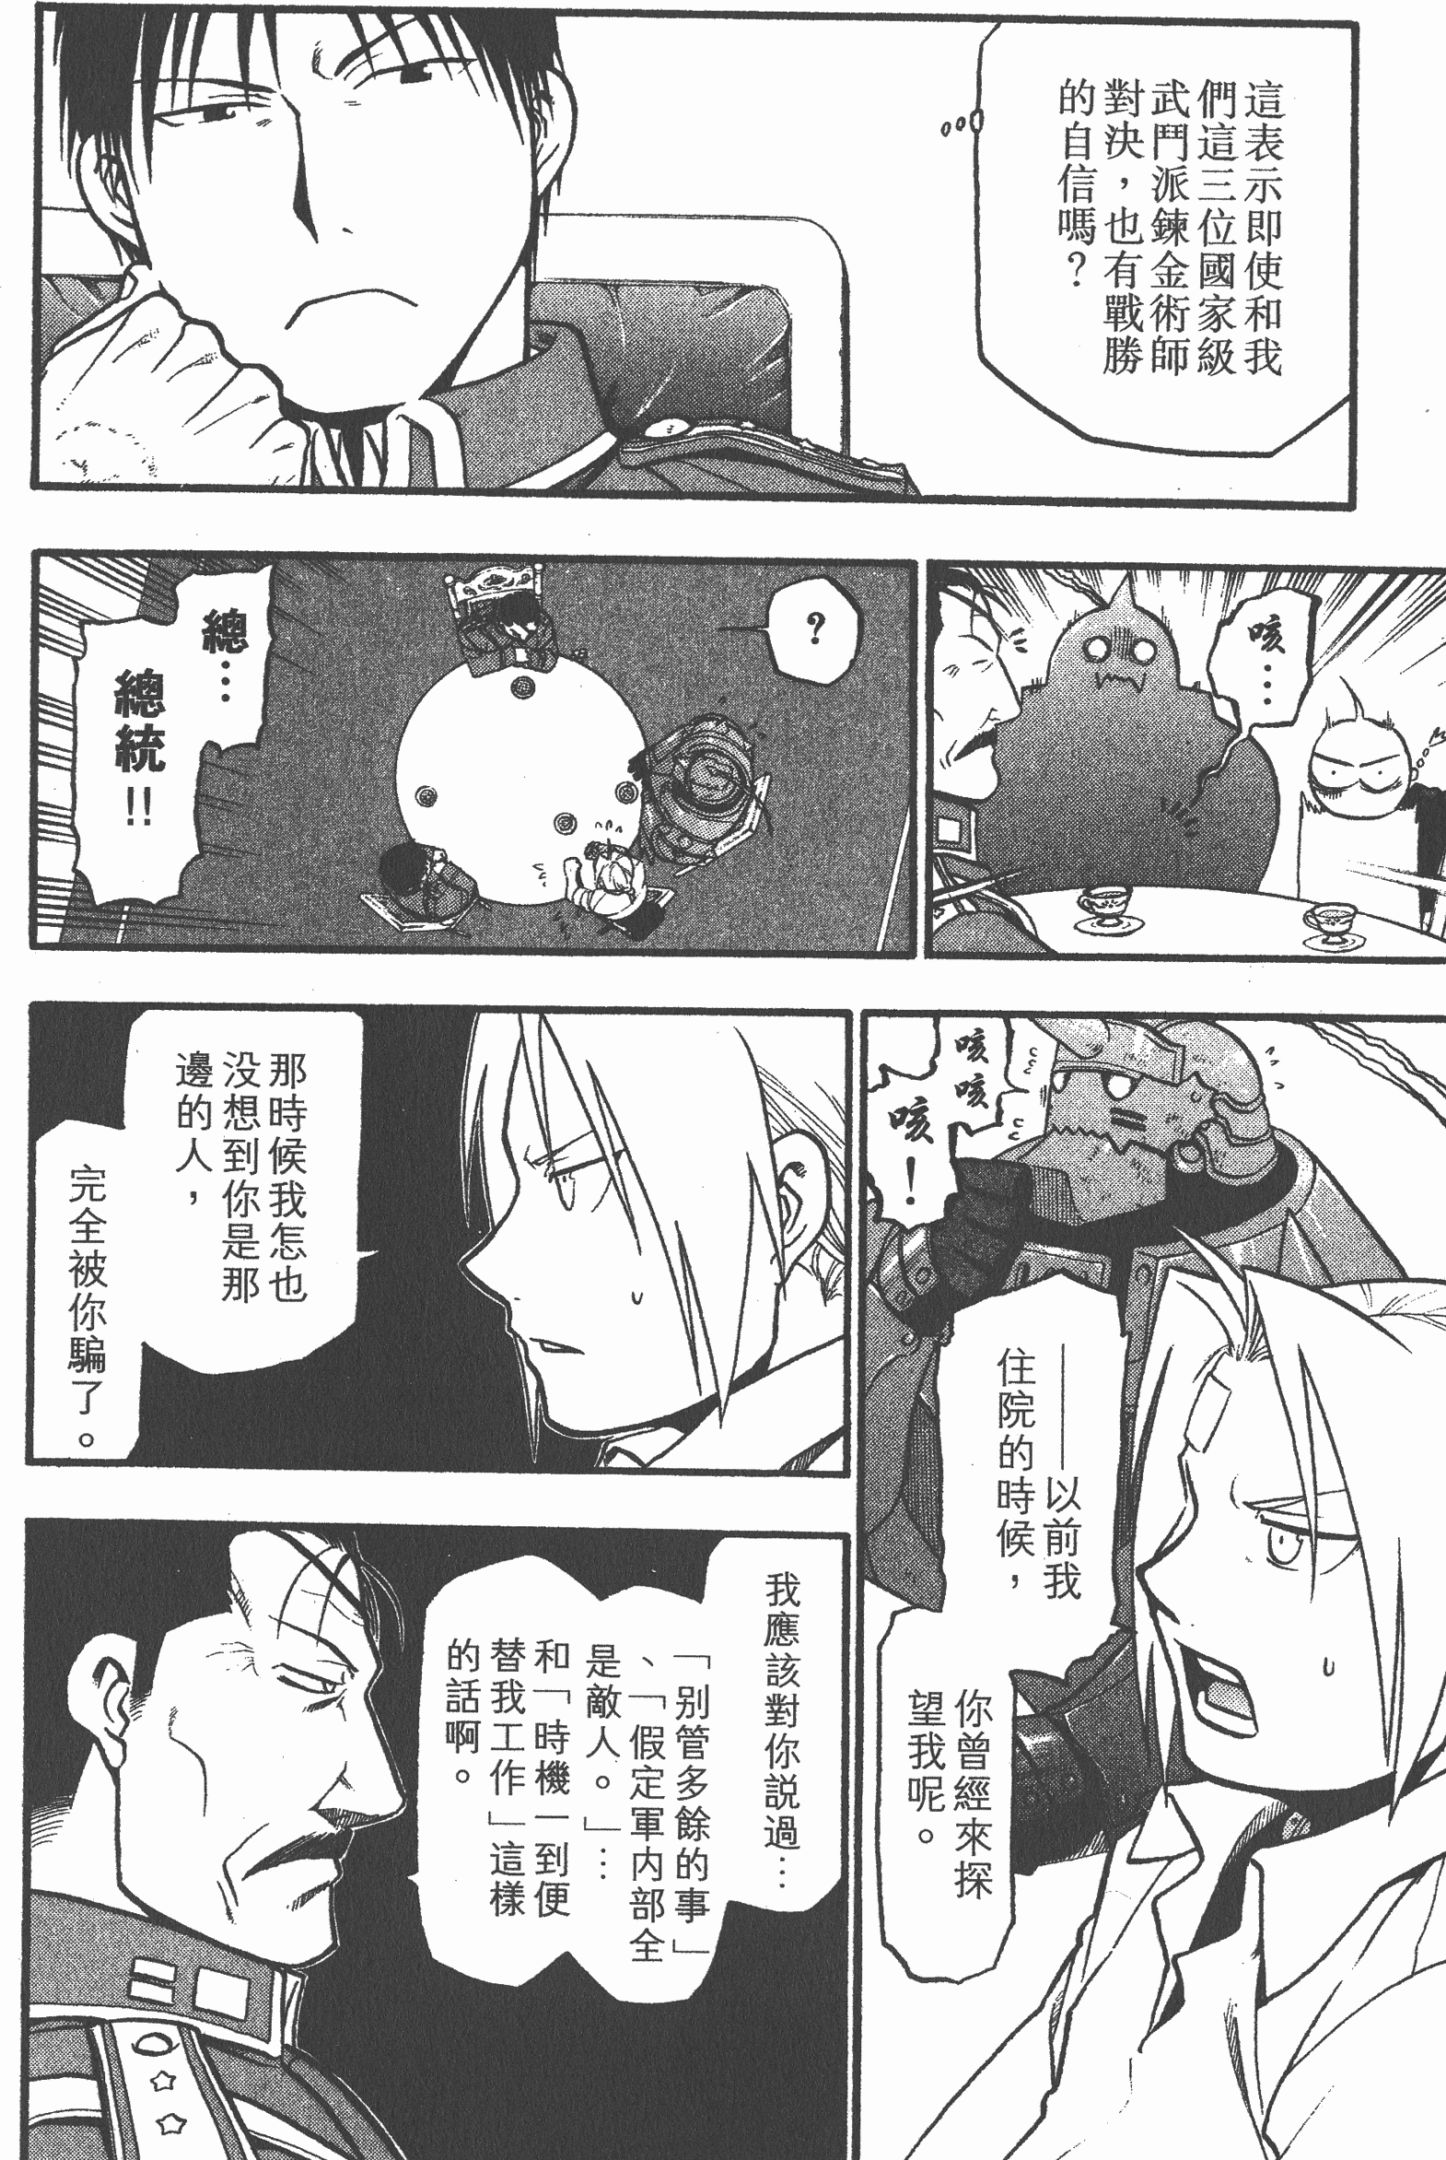 這表示即使和我
們這三位國家級
武鬥派鍊金術師
對決，也有戰勝
的自信嗎？
咳…
？
總…
總統!!
咳咳
咳！
——以前我
住院的時候，
你曾經來探
望我呢。
那時候我怎也
没想到你是那
邊的人，
完全被你騙了。
我應該對你説過…
「别管多餘的事」
、「假定軍内部全
是敵人。」…
和「時機一到便
替我工作」這樣
的話啊。